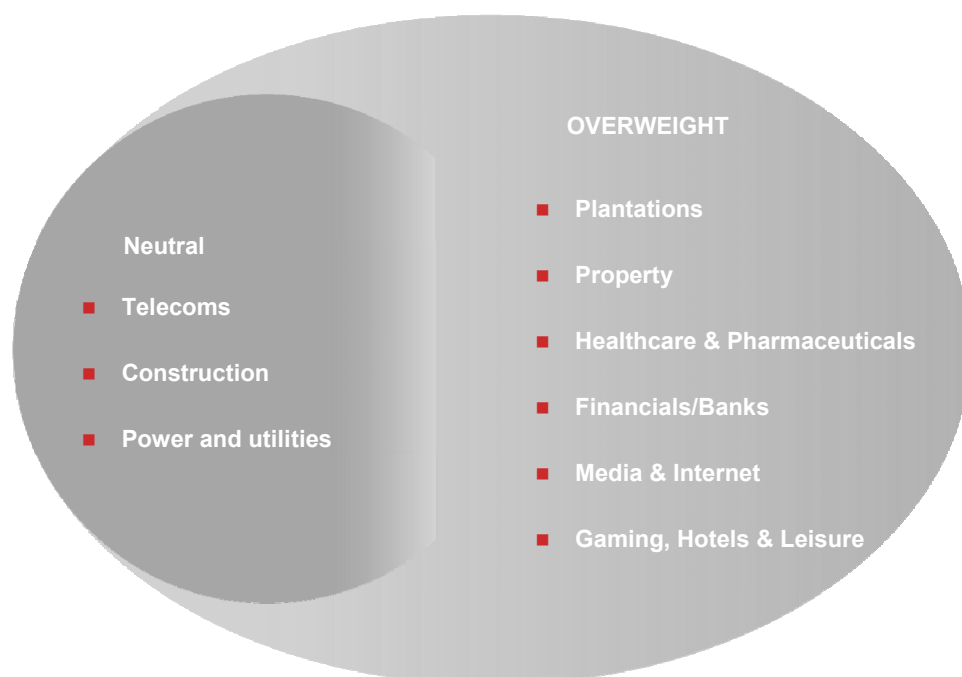 Neutral
Telecoms
Construction
Power and utilities
OVERWEIGHT
Plantations
Property
Healthcare & Pharmaceuticals
Financials/Banks
Media & Internet
Gaming, Hotels & Leisure